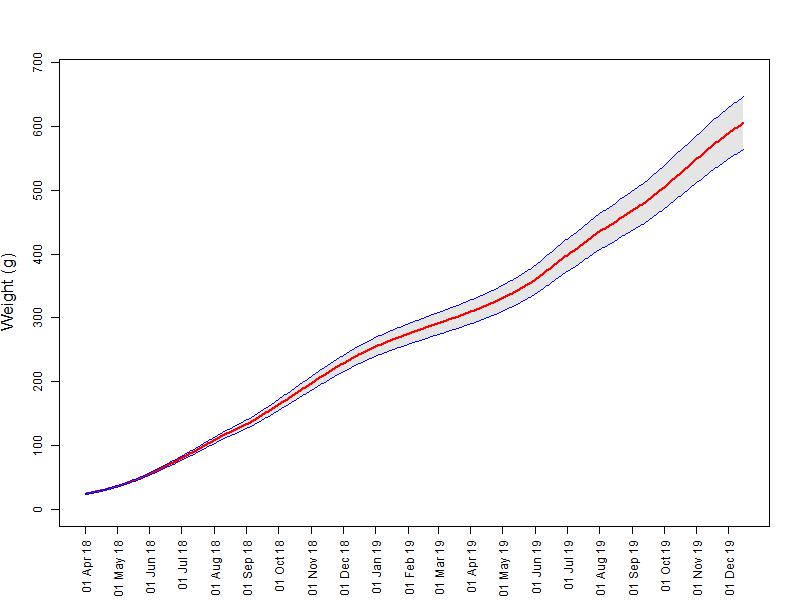 Weight (g)
700
600
500
400
300
200
100
0
01 Apr 18
01 May 18
01 Jun 18
01 Jul 18
01 Aug 18
01 Sep 18
01 Oct 18
01 Nov 18
01 Dec 18
01 Jan 19
01 Feb 19
01 Mar 19
01 Apr 19
01 May 19
01 Jun 19
01 Jul 19
01 Aug 19
01 Sep 19
01 Oct 19
01 Nov 19
01 Dec 19